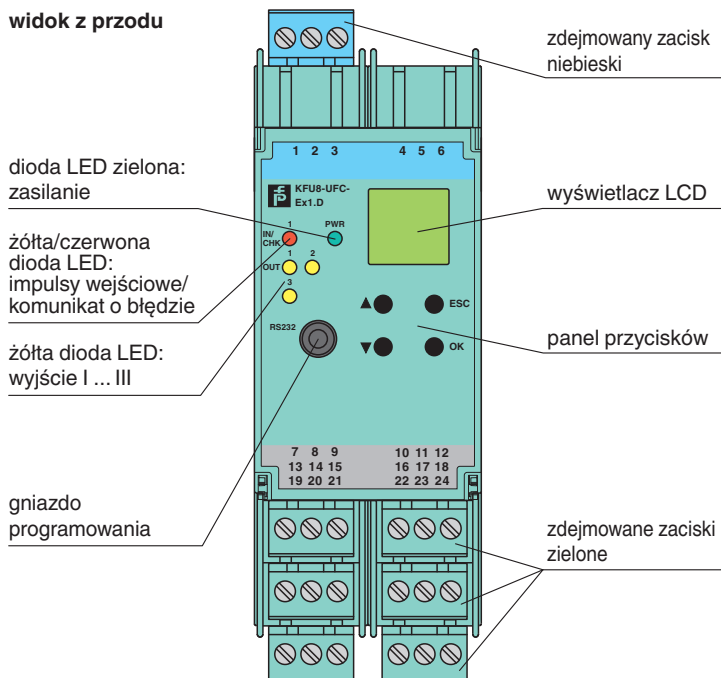 widok z przodu
zdejmowany zacisk
niebieski
1 2 3 4 5 6
dioda LED zielona:
zasilanie
KFU8-UFC-
Ex1.D
wyświetlacz LCD
1 PWR
IN/
CHK
żółta/czerwona
dioda LED:
impulsy wejściowe/
komunikat o błędzie
1 2
OUT
3
ESC
RS232
OK
panel przycisków
żółta dioda LED:
wyjście I ... III
7 8 9 10 11 12
13 14 15 16 17 18
19 20 21 22 23 24
gniazdo
programowania
zdejmowane zaciski
zielone